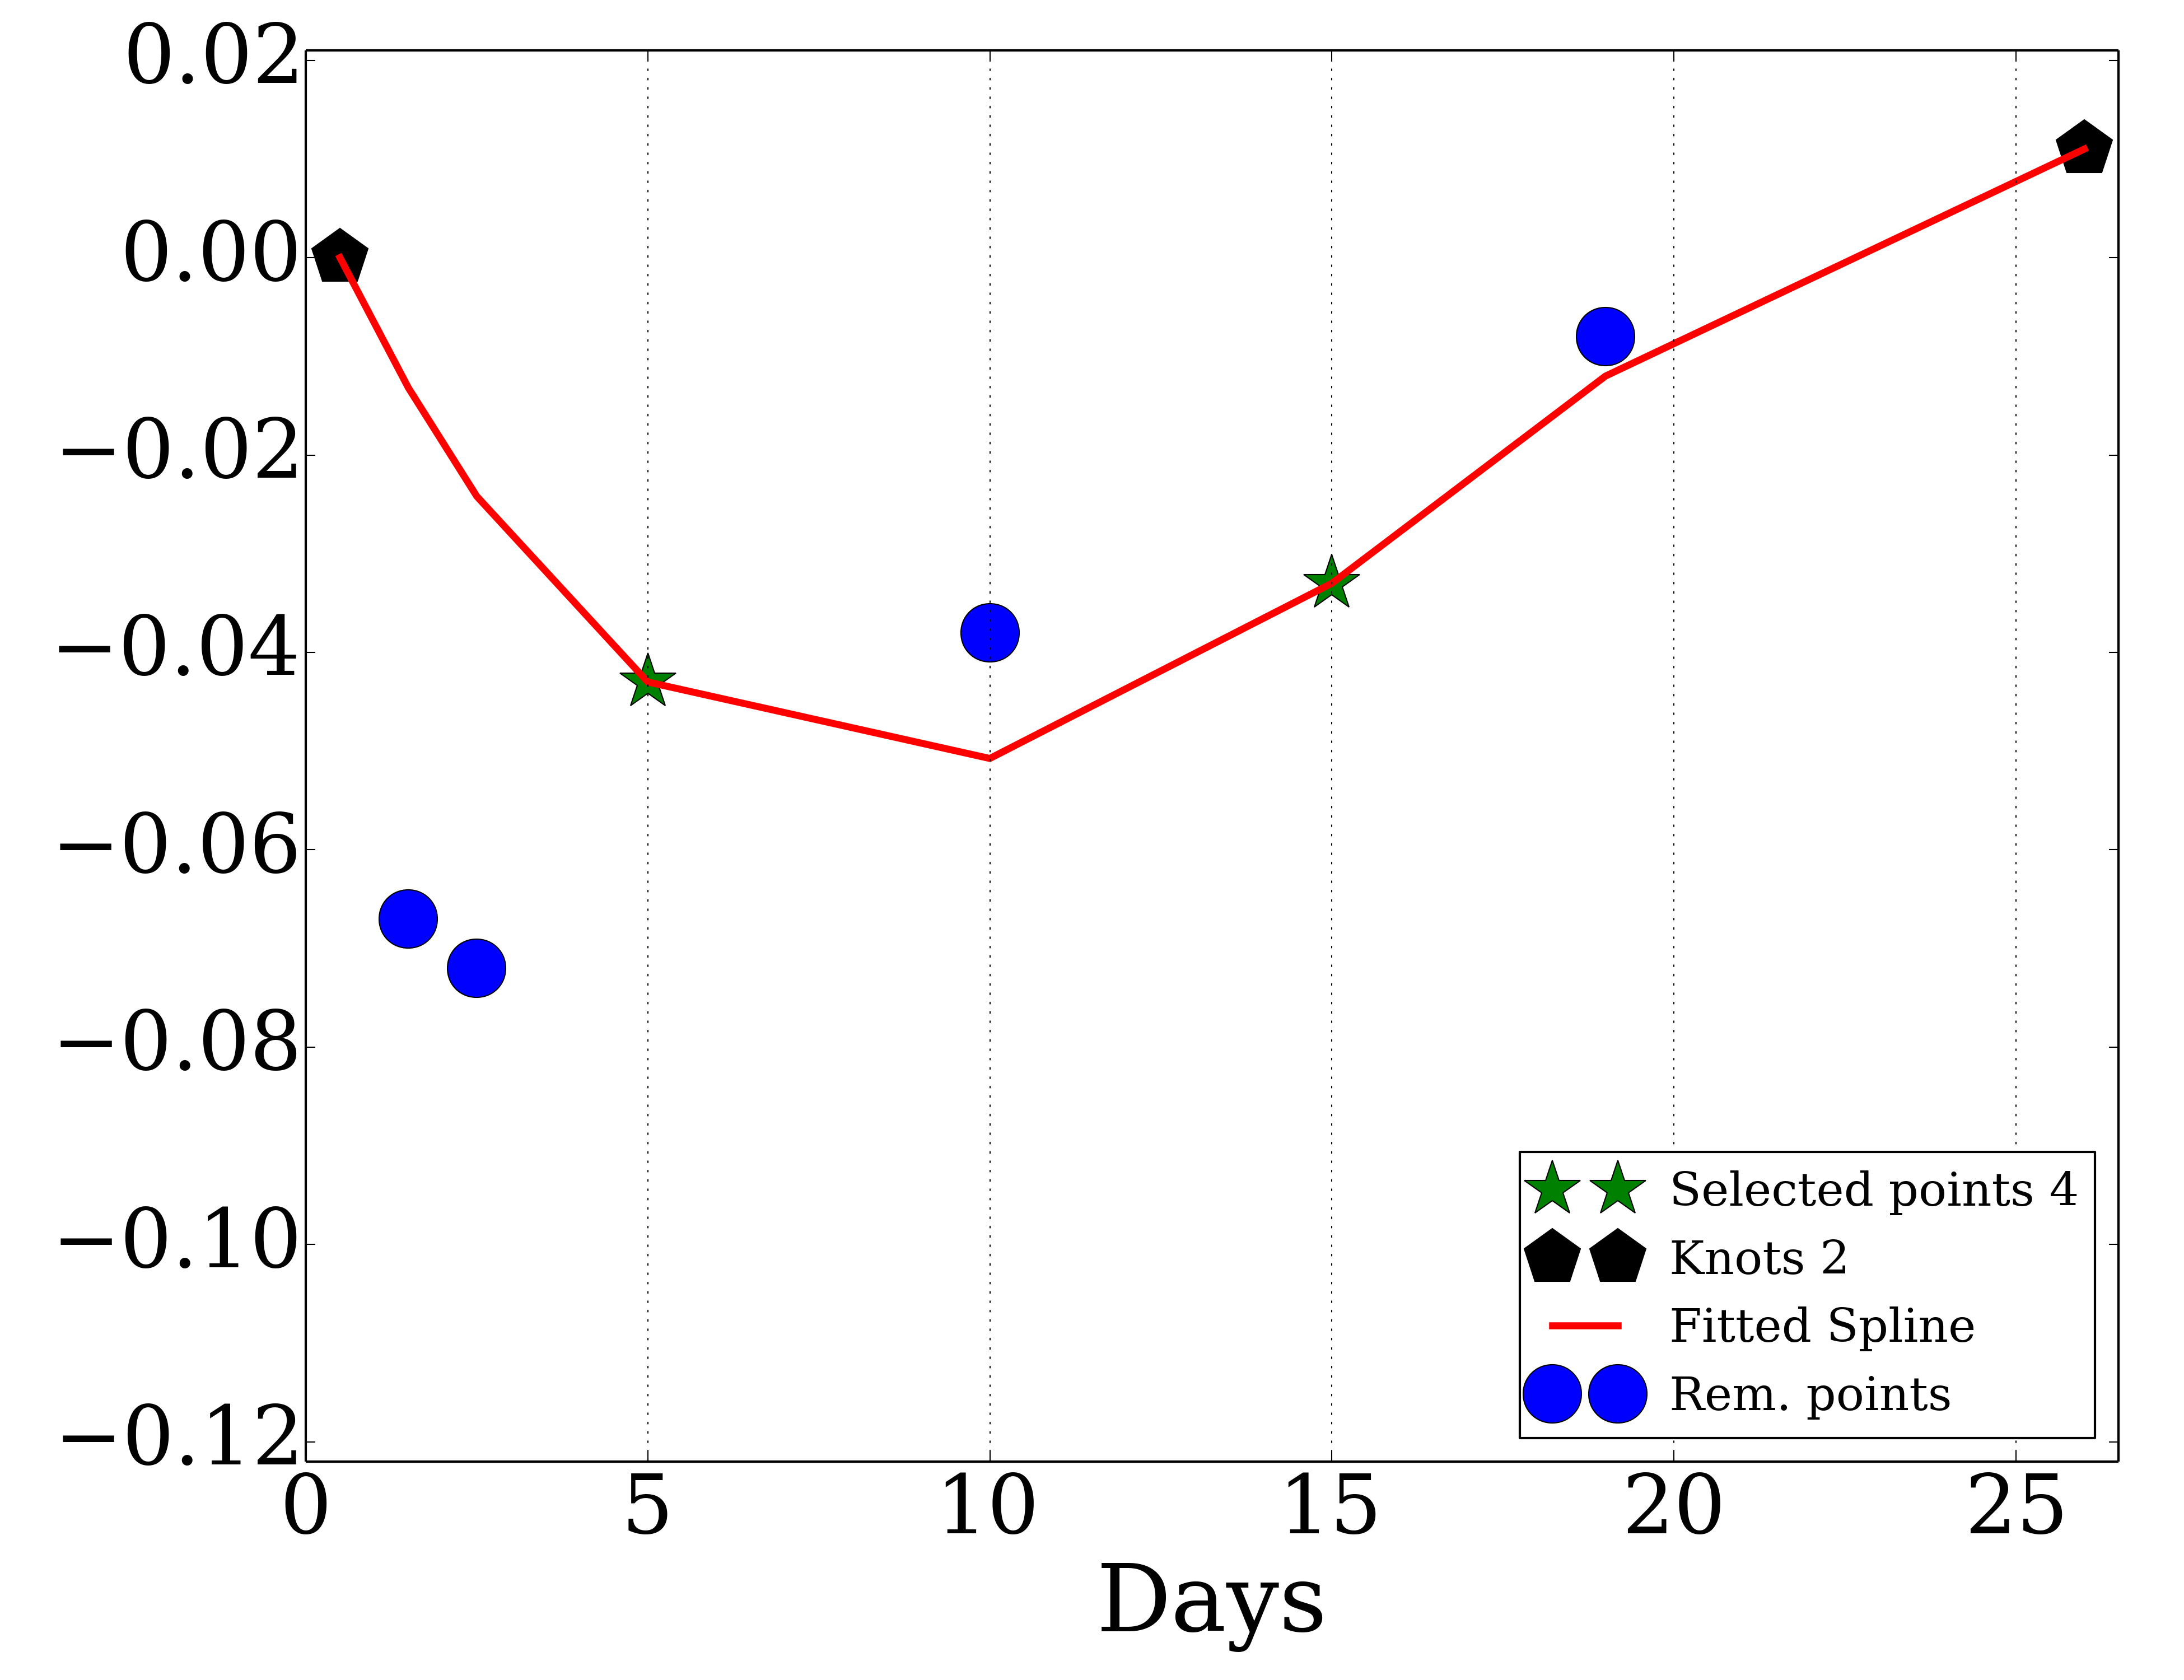 0.02
0.00
−0.02
−0.04
−0.06
−0.08
−0.10
−0.12
0 5 10 15 20 25
Days
Selected points 4
Knots 2
Fitted Spline
Rem. points